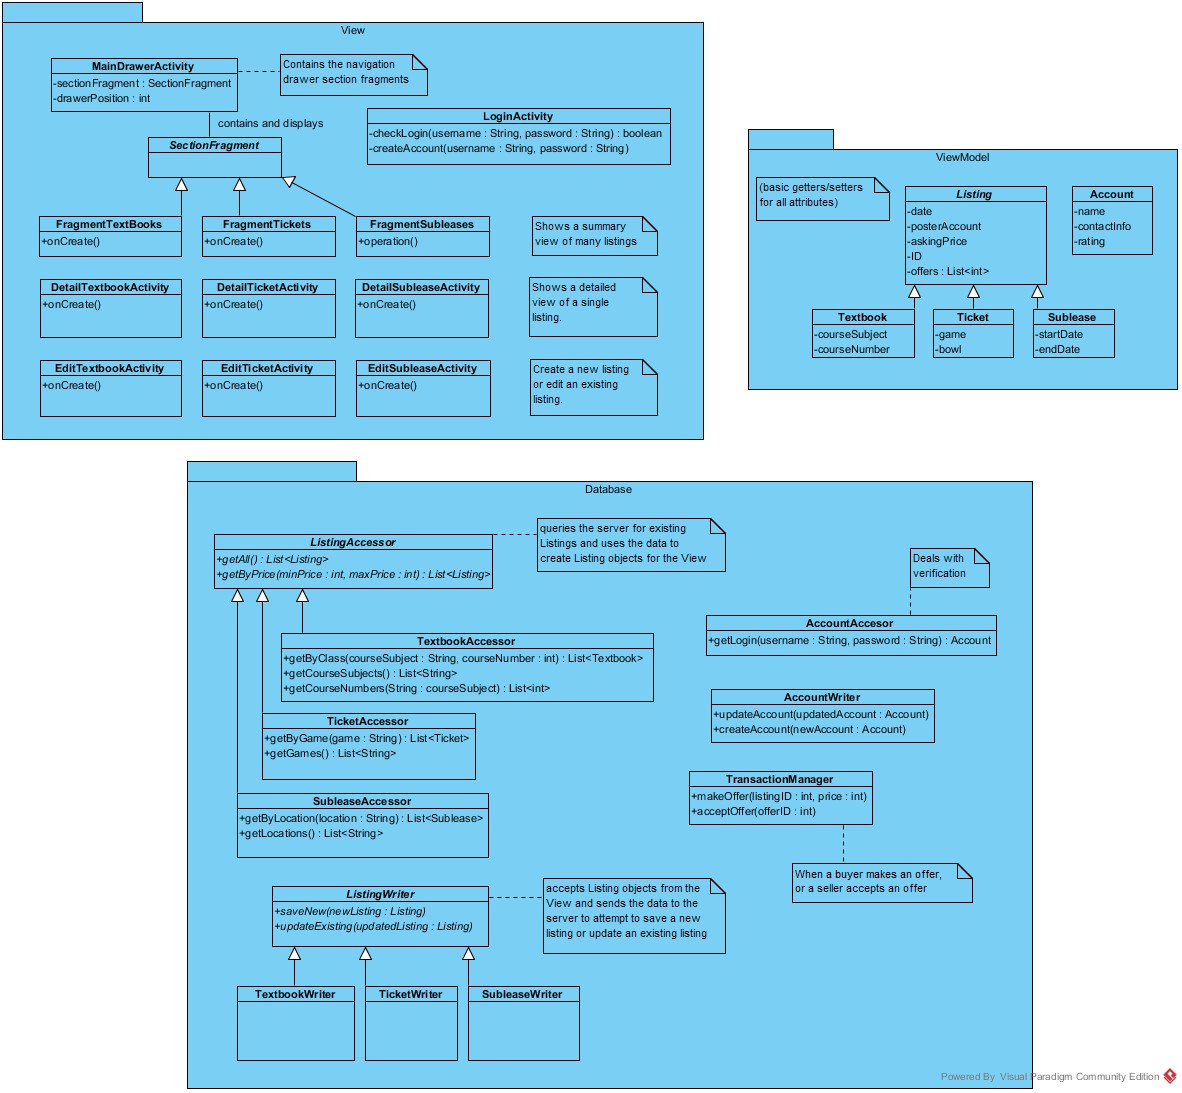 View
MainDrawerActivity
-sectionFragment : SectionFragment
-drawerPosition : int
Contains the navigation
drawer section fragments
contains and displays
LoginActivity
-checkLogin(username : String, password : String) : boolean
-createAccount(username : String, password : String)
SectionFragment
FragmentTextBooks
+onCreate()
FragmentTickets
+onCreate()
FragmentSubleases
+operation()
Shows a summary
view of many listings
DetailTextbookActivity
+onCreate()
DetailTicketActivity
+onCreate()
DetailSubleaseActivity
+onCreate()
Shows a detailed
view of a single
listing.
EditTextbookActivity
+onCreate()
EditTicketActivity
+onCreate()
EditSubleaseActivity
+onCreate()
Create a new listing
or edit an existing
listing.
ViewModel
(basic getters/setters
for all attributes)
Listing
-date
-posterAccount
-askingPrice
-ID
-offers : List<int>
Account
-name
-contactInfo
-rating
Textbook
-courseSubject
-courseNumber
Ticket
-game
-bowl
Sublease
-startDate
-endDate
Database
ListingAccessor
+getAll() : List<Listing>
+getByPrice(minPrice : int, maxPrice : int) : List<Listing>
queries the server for existing
Listings and uses the data to
create Listing objects for the View
Deals with
verification
AccountAccesor
+getLogin(username : String, password : String) : Account
TextbookAccessor
+getByClass(courseSubject : String, courseNumber : int) : List<Textbook>
+getCourseSubjects() : List<String>
+getCourseNumbers(String : courseSubject) : List<int>
AccountWriter
+updateAccount(updatedAccount : Account)
+createAccount(newAccount : Account)
TicketAccessor
+getByGame(game : String) : List<Ticket>
+getGames() : List<String>
TransactionManager
+makeOffer(listingID : int, price : int)
+acceptOffer(offerID : int)
SubleaseAccessor
+getByLocation(location : String) : List<Sublease>
+getLocations() : List<String>
When a buyer makes an offer,
or a seller accepts an offer
ListingWriter
+saveNew(newListing : Listing)
+updateExisting(updatedListing : Listing)
accepts Listing objects from the
View and sends the data to the
server to attempt to save a new
listing or update an existing listing
TextbookWriter
TicketWriter
SubleaseWriter
Powered By Visual Paradigm Community Edition